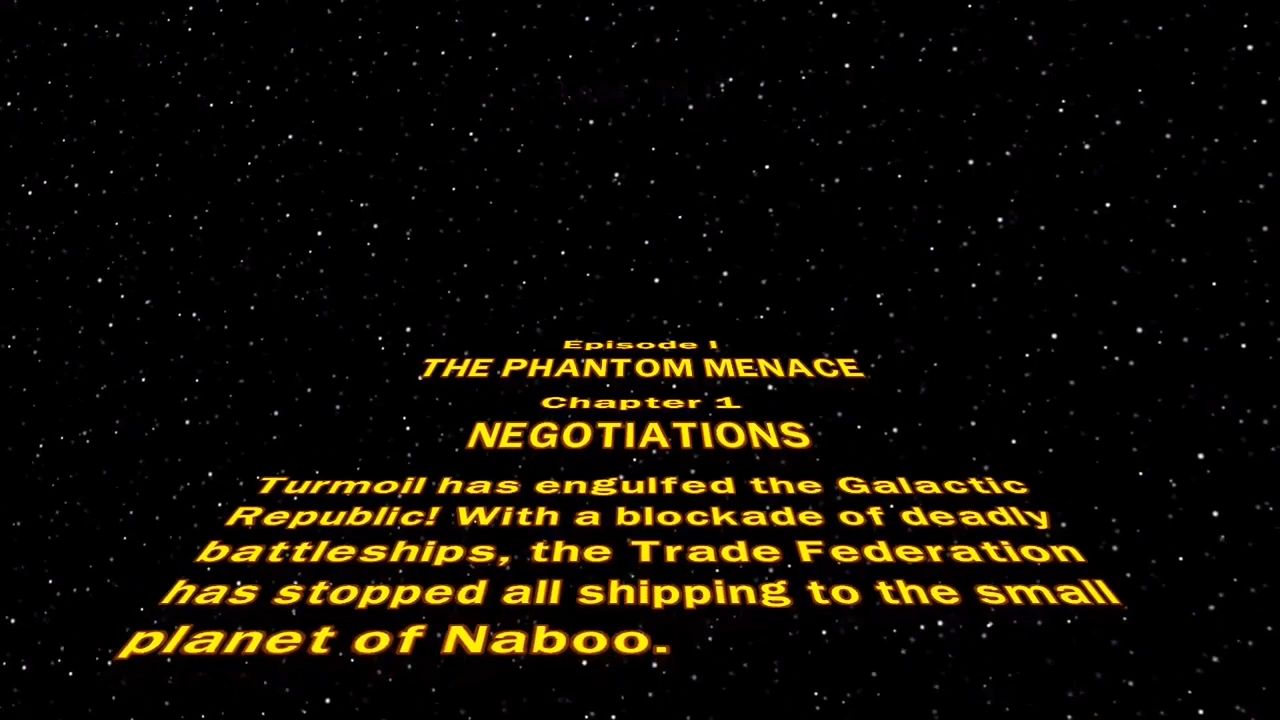 Episode I
THE PHANTOM MENACE
Chapter 1
NEGOTIATIONS
Turmoil has engulfed the Galactic
Republic! With a blockade of deadly
battleships, the Trade Federation
has stopped all shipping to the small
planet of Naboo.